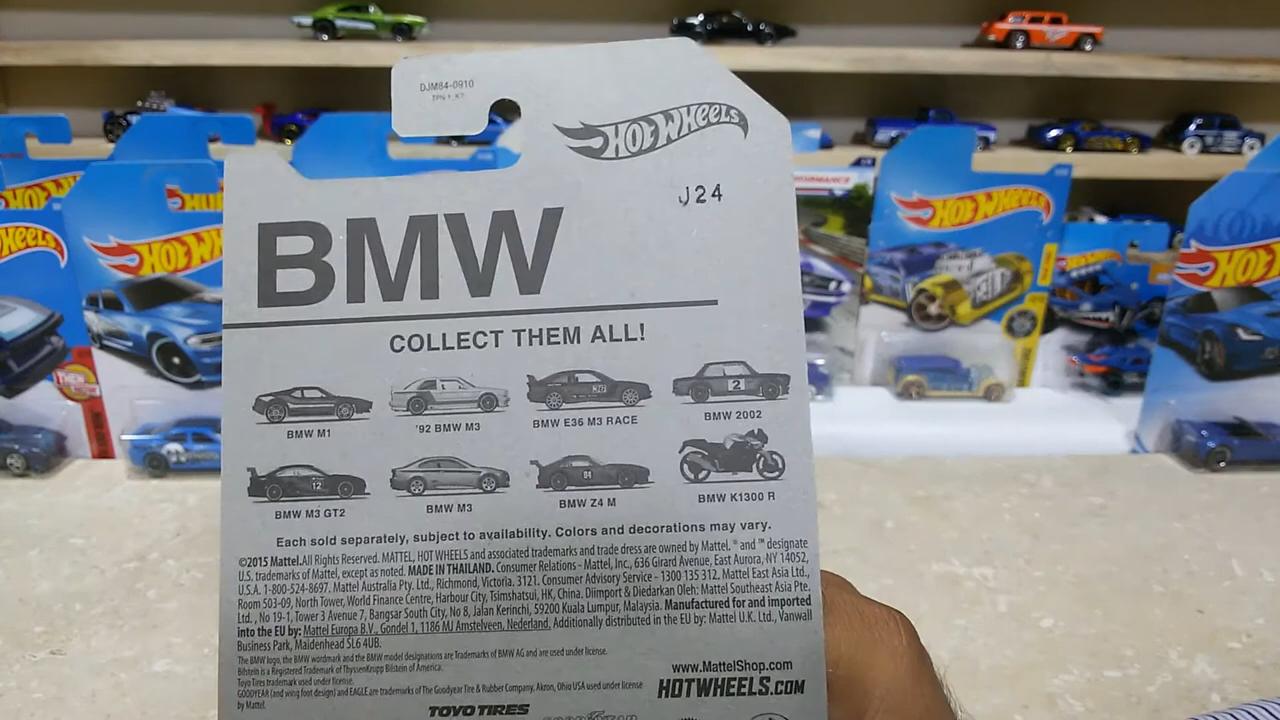 DJM84-0910
HOT WHEELS
J24
BMW
COLLECT THEM ALL!
BMW M1
'92 BMW M3
BMW E36 M3 RACE
BMW 2002
BMW M3 GT2
BMW M3
BMW Z4 M
BMW K1300 R
Each sold separately, subject to availability. Colors and decorations may vary.
©2015 Mattel. All Rights Reserved. MATTEL, HOT WHEELS and associated trademarks and trade dress are owned by Mattel. ® and ™ designate
U.S. trademarks of Mattel, except as noted. MADE IN THAILAND. Consumer Relations - Mattel, Inc., 636 Girard Avenue, East Aurora, NY 14052,
U.S.A. 1-800-524-8697. Mattel Australia Pty. Ltd., Richmond, Victoria. 3121. Consumer Advisory Service - 1300 135 312. Mattel East Asia Ltd.,
Room 503-09, North Tower, World Finance Centre, Harbour City, Tsimshatsui, HK, China. Diimport & Diedarkan Oleh: Mattel Southeast Asia Pte.
Ltd., No 19-1, Tower 3 Avenue 7, Bangsar South City, No 8, Jalan Kerinchi, 59200 Kuala Lumpur, Malaysia. Manufactured for and imported
into the EU by: Mattel Europa B.V., Gondel 1, 1186 MJ Amstelveen, Nederland. Additionally distributed in the EU by: Mattel U.K. Ltd., Vanwall
Business Park, Maidenhead SL6 4UB.
The BMW logo, the BMW wordmark and the BMW model designations are Trademarks of BMW AG and are used under license.
Bilstein is a Registered Trademark of ThyssenKrupp Bilstein of America.
Toyo Tires trademark used under license.
GOODYEAR (and wing foot design) and EAGLE are trademarks of The Goodyear Tire & Rubber Company, Akron, Ohio USA used under license
by Mattel.
www.MattelShop.com
HOTWHEELS.COM
TOYO TIRES
GOODYEAR
HOT WHEELS
THEN